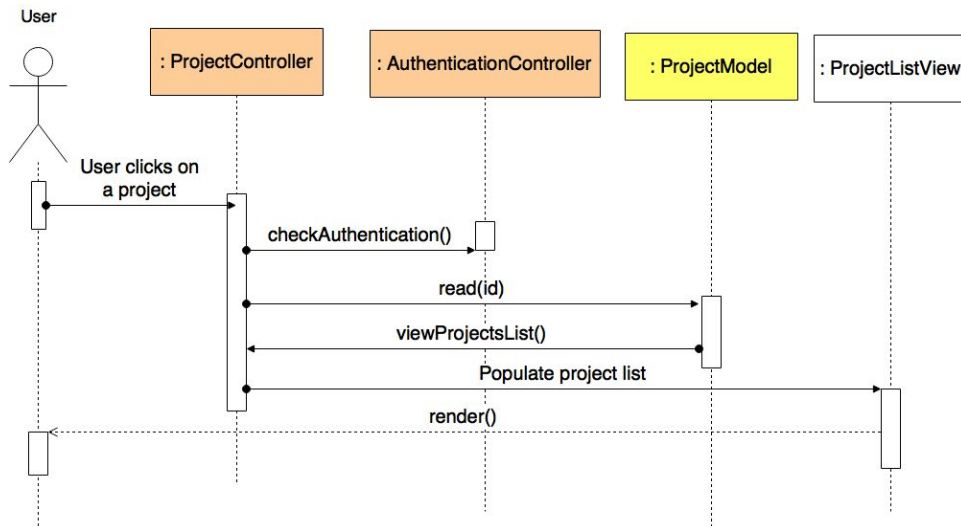 User
: ProjectController
: AuthenticationController
: ProjectModel
: ProjectListView
User clicks on
a project
checkAuthentication()
read(id)
viewProjectsList()
Populate project list
render()